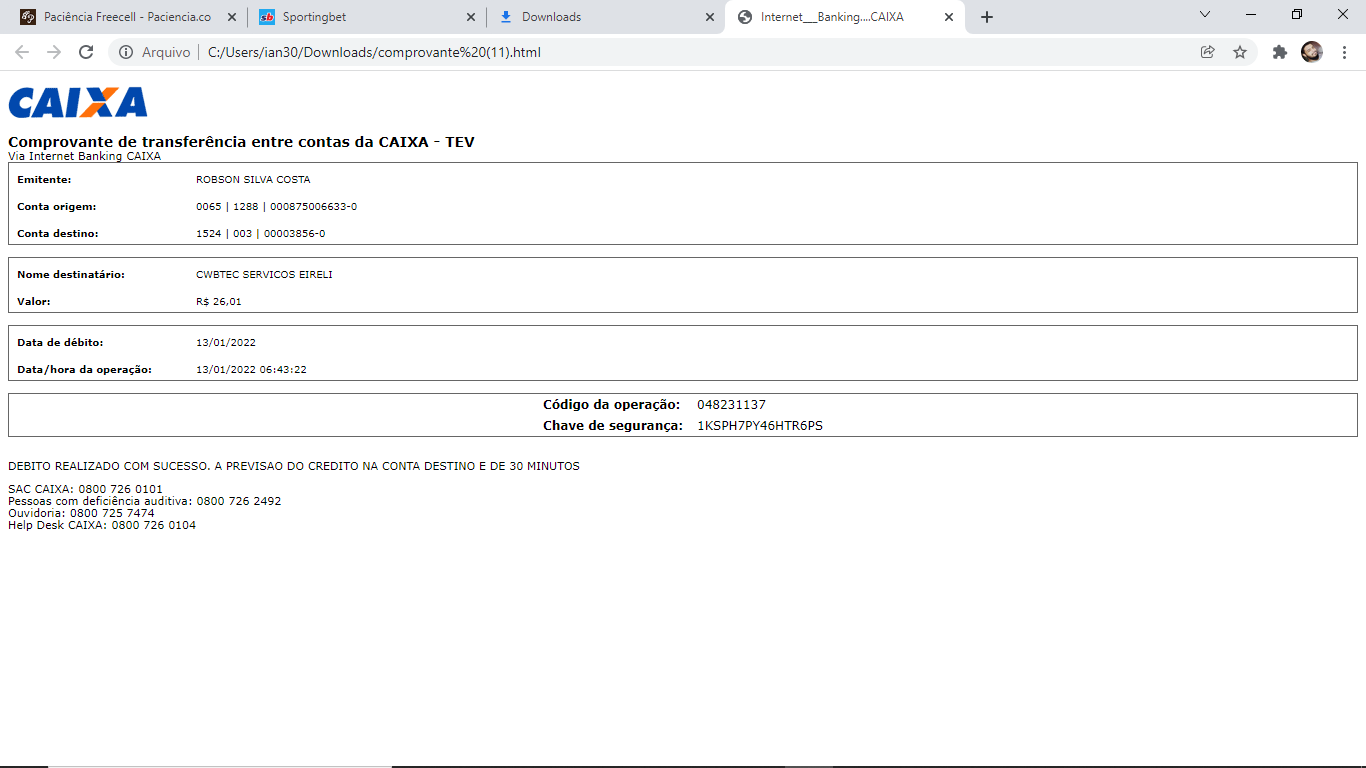 Paciência Freecell - Paciencia.co
Sportingbet
Downloads
Internet___Banking....CAIXA
Arquivo
C:/Users/ian30/Downloads/comprovante%20(11).html
CAIXA
Comprovante de transferência entre contas da CAIXA - TEV
Via Internet Banking CAIXA
Emitente: ROBSON SILVA COSTA
Conta origem: 0065 | 1288 | 000875006633-0
Conta destino: 1524 | 003 | 00003856-0
Nome destinatário: CWBTEC SERVICOS EIRELI
Valor: R$ 26,01
Data de débito: 13/01/2022
Data/hora da operação: 13/01/2022 06:43:22
Código da operação: 048231137
Chave de segurança: 1KSPH7PY46HTR6PS
DEBITO REALIZADO COM SUCESSO. A PREVISAO DO CREDITO NA CONTA DESTINO E DE 30 MINUTOS
SAC CAIXA: 0800 726 0101
Pessoas com deficiência auditiva: 0800 726 2492
Ouvidoria: 0800 725 7474
Help Desk CAIXA: 0800 726 0104